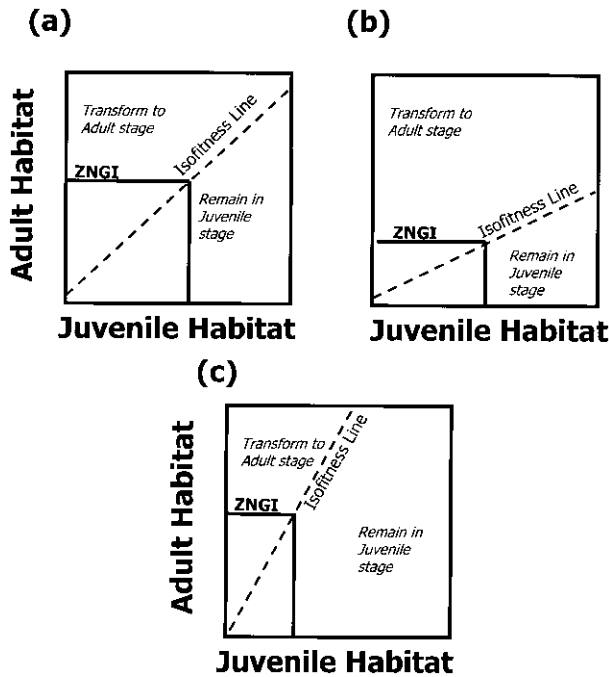 (a)
Transform to
Adult stage
Isofitness Line
ZNGI
Remain in
Juvenile
stage
Adult Habitat
Juvenile Habitat
(b)
Transform to
Adult stage
Isofitness Line
ZNGI
Remain in
Juvenile
stage
Juvenile Habitat
(c)
Transform to
Adult stage
Isofitness Line
ZNGI
Remain in
Juvenile
stage
Adult Habitat
Juvenile Habitat